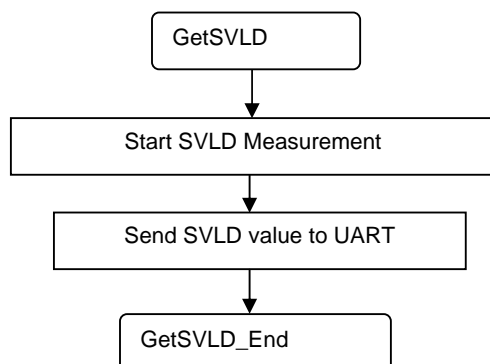 GetSVLD
Start SVLD Measurement
Send SVLD value to UART
GetSVLD_End